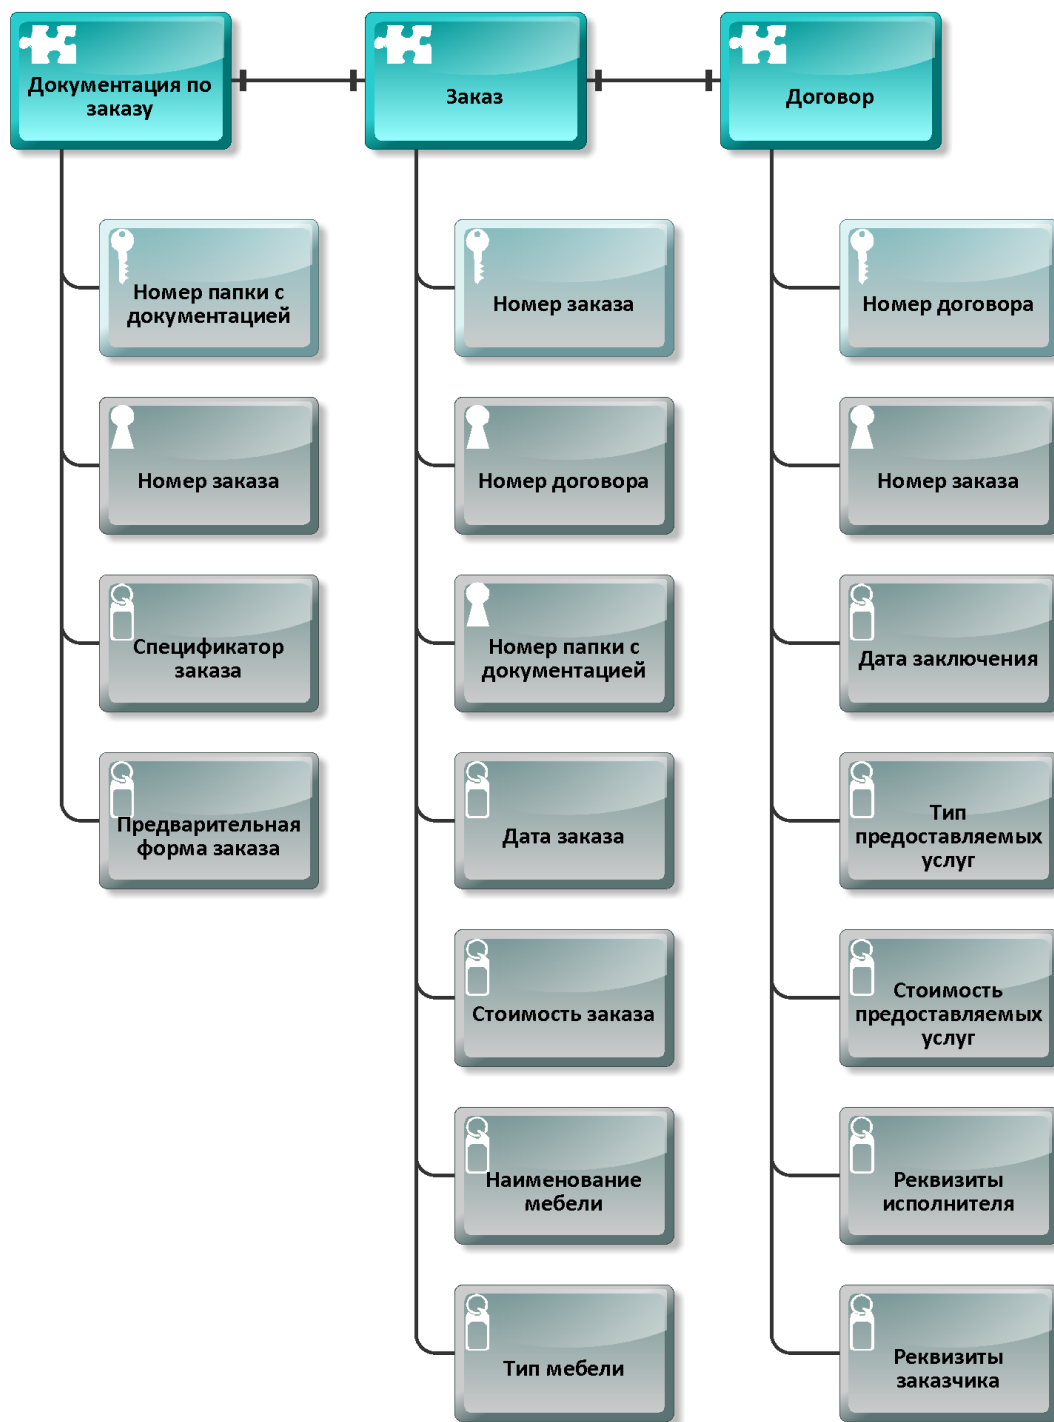 Документация по
заказу
Заказ
Договор
Номер папки с
документацией
Номер заказа
Номер договора
Номер заказа
Номер договора
Номер заказа
Спецификатор
заказа
Номер папки с
документацией
Дата заключения
Предварительная
форма заказа
Дата заказа
Тип
предоставляемых
услуг
Стоимость заказа
Стоимость
предоставляемых
услуг
Наименование
мебели
Реквизиты
исполнителя
Тип мебели
Реквизиты
заказчика